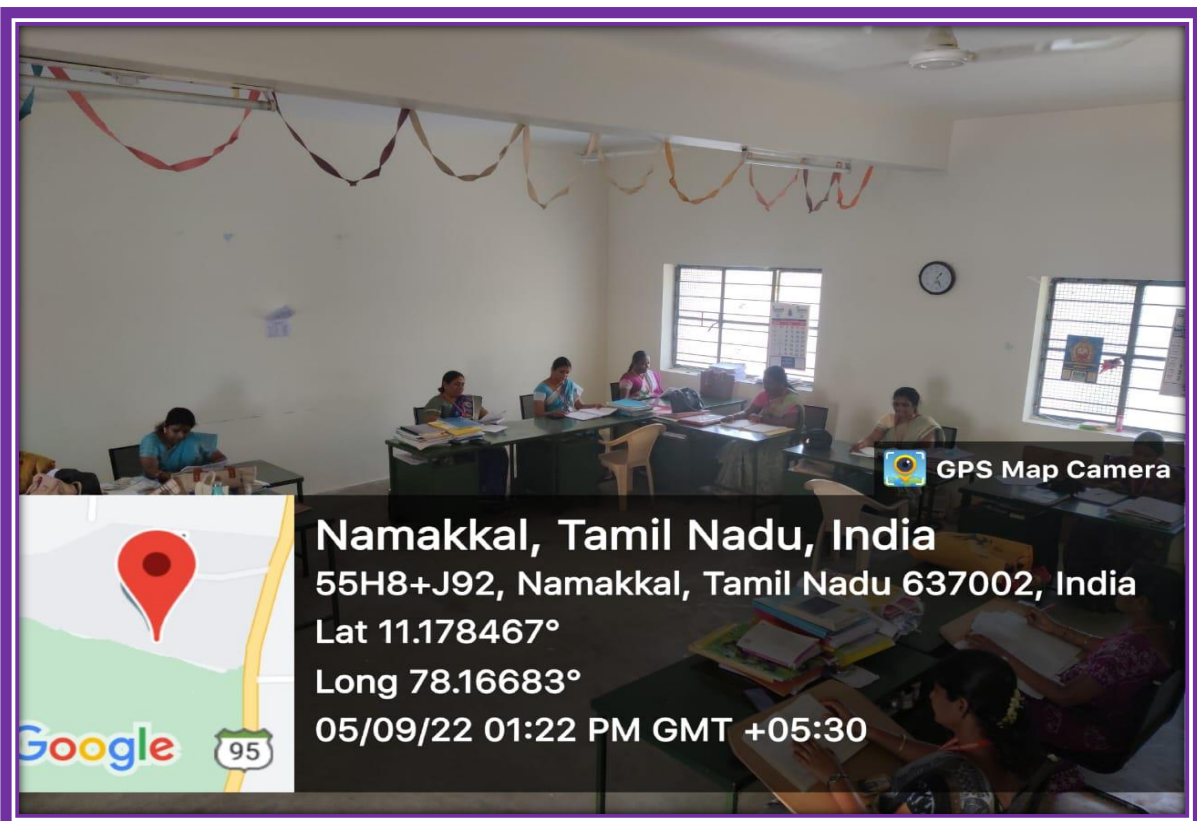 GPS Map Camera
Namakkal, Tamil Nadu, India
55H8+J92, Namakkal, Tamil Nadu 637002, India
Lat 11.178467°
Long 78.16683°
05/09/22 01:22 PM GMT +05:30
Google
95